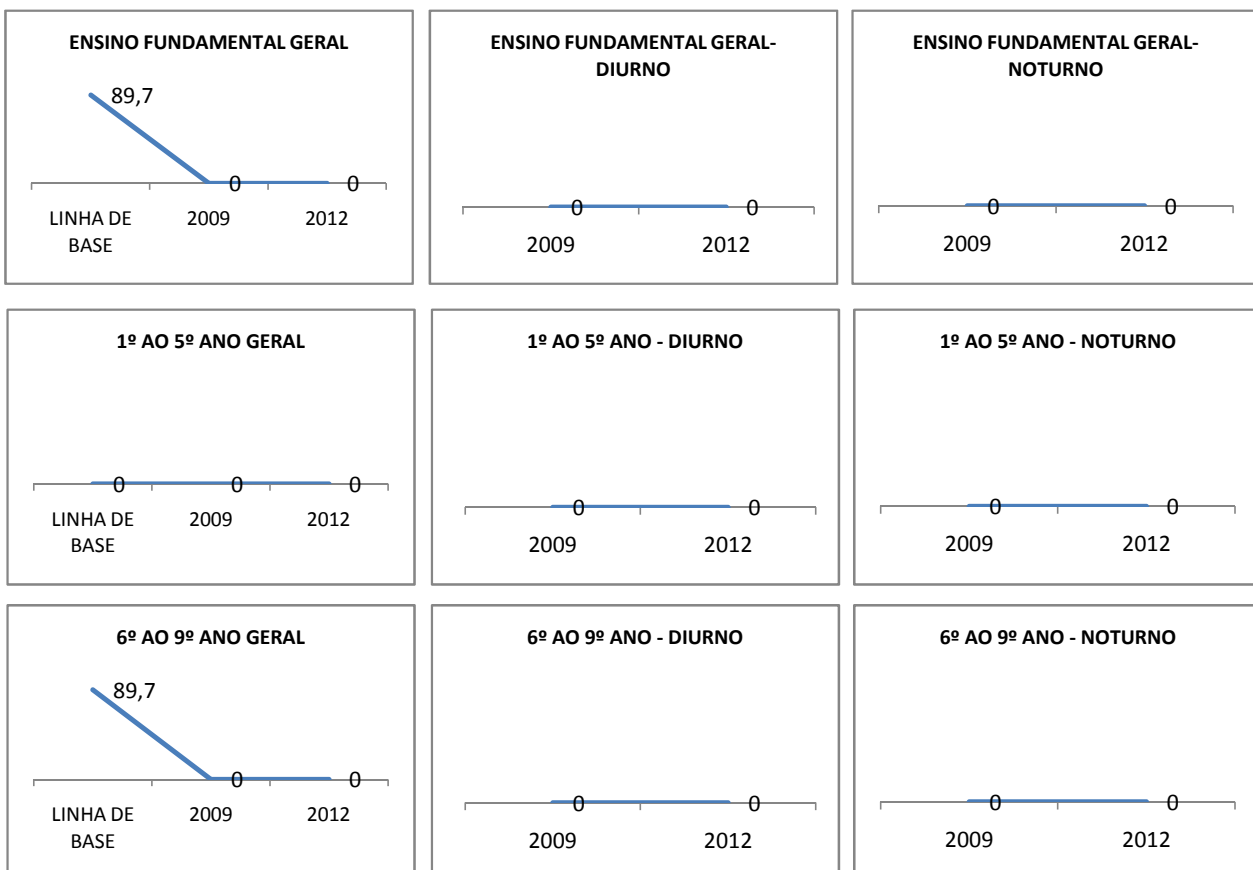 ENSINO FUNDAMENTAL GERAL
89,7
0
0
LINHA DE
BASE
2009
2012
ENSINO FUNDAMENTAL GERAL-
DIURNO
0
0
2009
2012
ENSINO FUNDAMENTAL GERAL-
NOTURNO
0
0
2009
2012
1º AO 5º ANO GERAL
0
0
0
LINHA DE
BASE
2009
2012
1º AO 5º ANO - DIURNO
0
0
2009
2012
1º AO 5º ANO - NOTURNO
0
0
2009
2012
6º AO 9º ANO GERAL
89,7
0
0
LINHA DE
BASE
2009
2012
6º AO 9º ANO - DIURNO
0
0
2009
2012
6º AO 9º ANO - NOTURNO
0
0
2009
2012